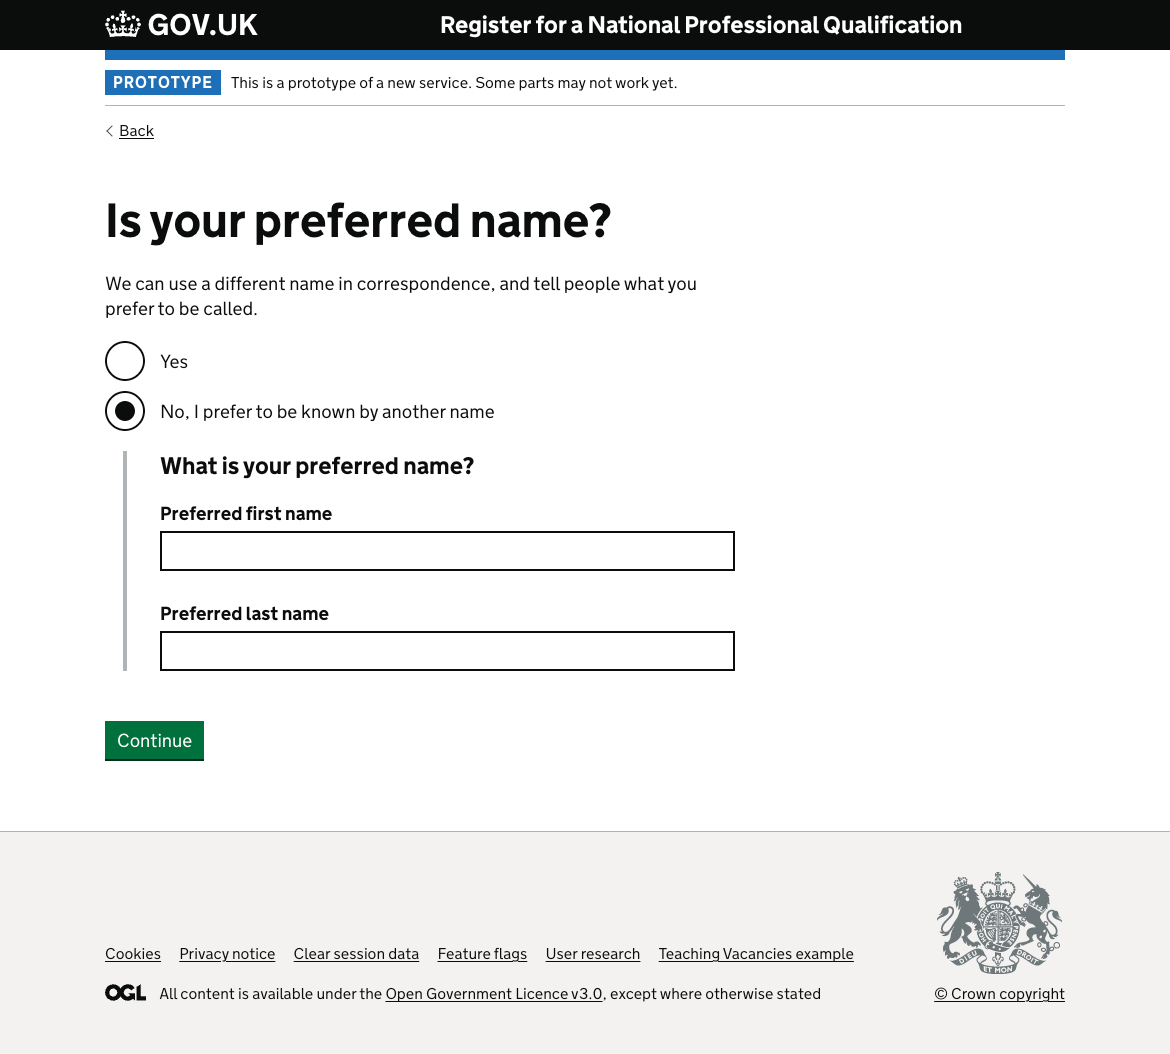 GOV.UK
Register for a National Professional Qualification
PROTOTYPE
This is a prototype of a new service. Some parts may not work yet.
Back
Is your preferred name?
We can use a different name in correspondence, and tell people what you
prefer to be called.
Yes
No, I prefer to be known by another name
What is your preferred name?
Preferred first name
Preferred last name
Continue
Cookies Privacy notice Clear session data Feature flags User research Teaching Vacancies example
OGL All content is available under the Open Government Licence v3.0, except where otherwise stated
DIEU ET MON DROIT
© Crown copyright